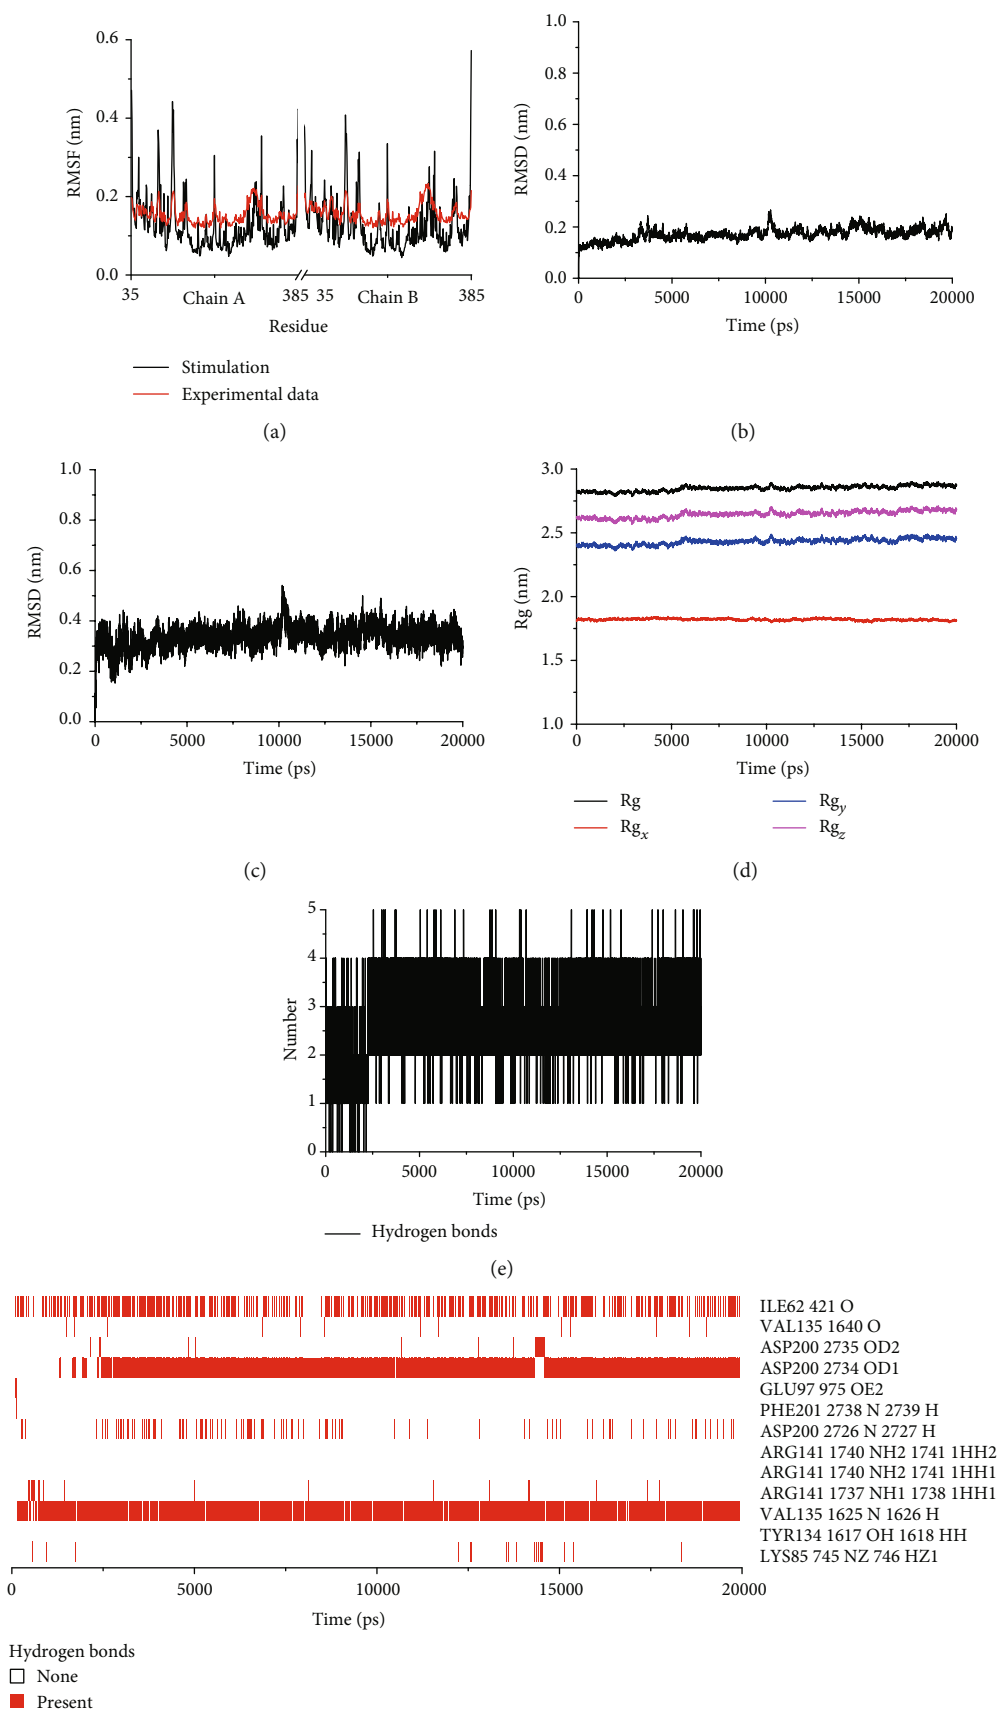 0.6
0.4
0.2
0.0
RMSF (nm)
35
Chain A
385
35
Chain B
385
Residue
Stimulation
Experimental data
(a)
1.0
0.8
0.6
0.4
0.2
0.0
RMSD (nm)
0
5000
10000
15000
20000
Time (ps)
(b)
1.0
0.8
0.6
0.4
0.2
0.0
RMSD (nm)
0
5000
10000
15000
20000
Time (ps)
(c)
3.0
2.5
2.0
1.5
1.0
Rg (nm)
0
5000
10000
15000
20000
Time (ps)
Rg
Rgx
Rgy
Rgz
(d)
5
4
3
2
1
0
Number
0
5000
10000
15000
20000
Time (ps)
Hydrogen bonds
(e)
ILE62 421 O
VAL135 1640 O
ASP200 2735 OD2
ASP200 2734 OD1
GLU97 975 OE2
PHE201 2738 N 2739 H
ASP200 2726 N 2727 H
ARG141 1740 NH2 1741 1HH2
ARG141 1740 NH2 1741 1HH1
ARG141 1737 NH1 1738 1HH1
VAL135 1625 N 1626 H
TYR134 1617 OH 1618 HH
LYS85 745 NZ 746 HZ1
0
5000
10000
15000
20000
Time (ps)
Hydrogen bonds
None
Present